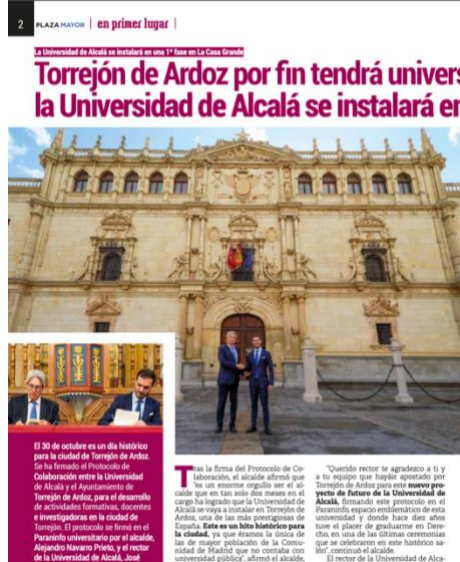 2 PLAZA MAYOR | en primer lugar |
La Universidad de Alcalá se instalará en una 1ª fase en La Casa Grande
Torrejón de Ardoz por fin tendrá univers
la Universidad de Alcalá se instalará en
El 30 de octubre es un día histórico
para la ciudad de Torrejón de Ardoz.
Se ha firmado el Protocolo de
Colaboración entre la Universidad
de Alcalá y el Ayuntamiento de
Torrejón de Ardoz, para el desarrollo
de actividades formativas, docentes
e investigadoras en la ciudad de
Torrejón. El protocolo se firmó en el
Paraninfo universitario por el alcalde,
Alejandro Navarro Prieto, y el rector
de la Universidad de Alcalá, José
Tras la firma del Protocolo de Co-
laboración, el alcalde afirmó que
"es un enorme orgullo ser el al-
calde que en tan solo dos meses en el
cargo ha logrado que la Universidad de
Alcalá se vaya a instalar en Torrejón de
Ardoz, una de las más prestigiosas de
España. Este es un hito histórico para
la ciudad, ya que éramos la única de
las de mayor población de la Comu-
nidad de Madrid que no contaba con
universidad pública", afirmó el alcalde.
"Querido rector te agradezco a ti y
a tu equipo que hayáis apostado por
Torrejón de Ardoz para este nuevo pro-
yecto de futuro de la Universidad de
Alcalá, firmando este protocolo en el
Paraninfo, espacio emblemático de esta
universidad y donde hace diez años
tuve el placer de graduarme en Dere-
cho, en una de las últimas ceremonias
que se celebraron en este histórico sa-
lón", continuó el alcalde.
El rector de la Universidad de Alca-